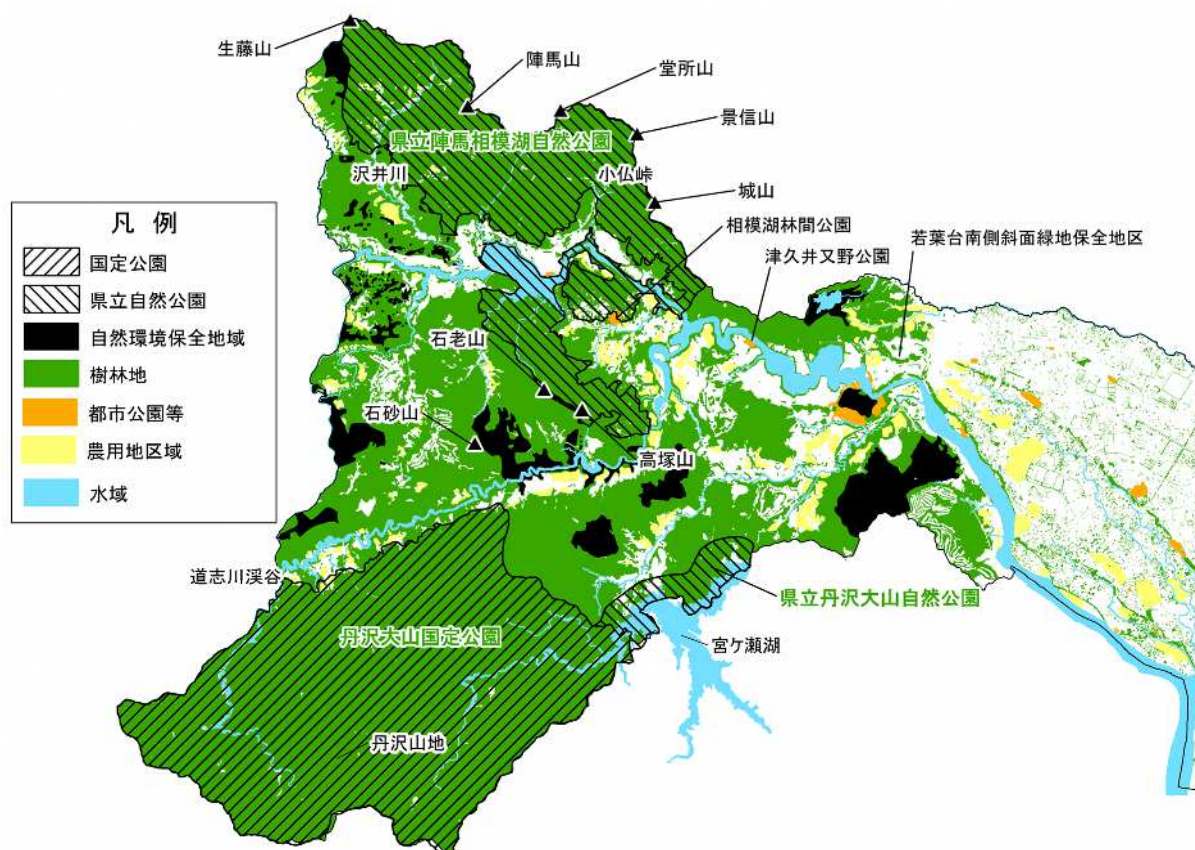 生藤山
陣馬山
堂所山
景信山
県立陣馬相模湖自然公園
沢井川
小仏峠
城山
相模湖林間公園
若葉台南側斜面緑地保全地区
津久井又野公園
凡 例
国定公園
県立自然公園
自然環境保全地域
樹林地
都市公園等
農用地区域
水域
石老山
石砂山
高塚山
道志川渓谷
県立丹沢大山自然公園
丹沢大山国定公園
宮ケ瀬湖
丹沢山地